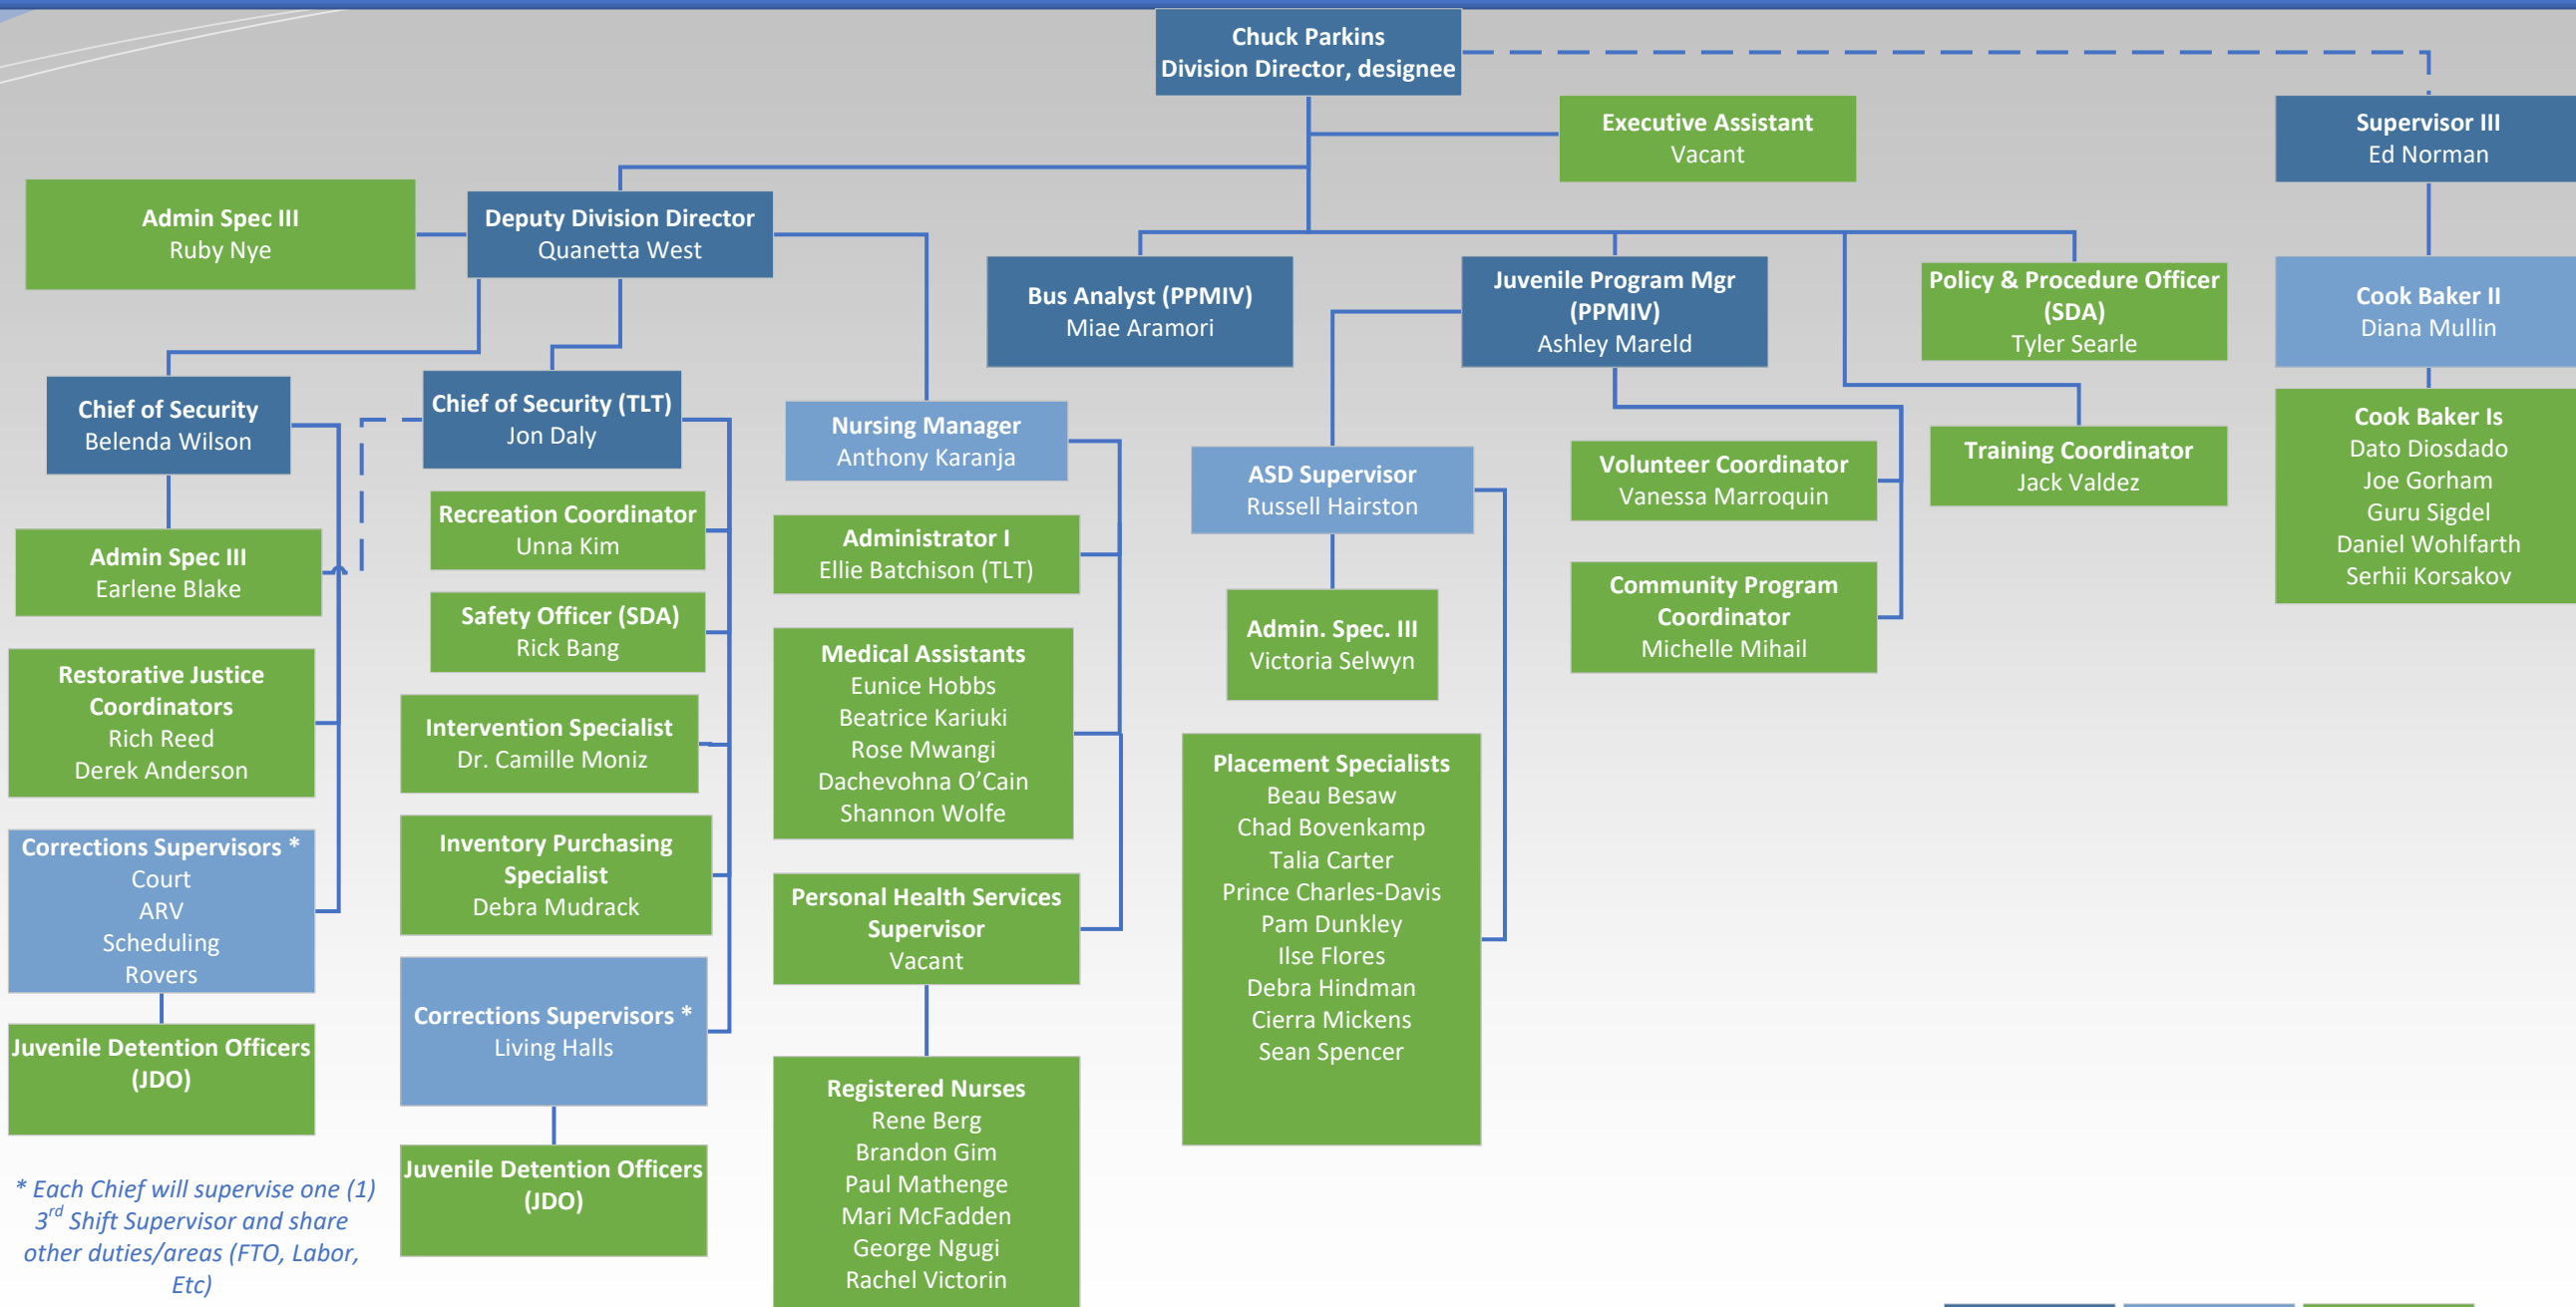 Chuck Parkins
Division Director, designee
Executive Assistant
Vacant
Supervisor III
Ed Norman
Admin Spec III
Ruby Nye
Deputy Division Director
Quanetta West
Bus Analyst (PPMIV)
Miae Aramori
Juvenile Program Mgr
(PPMIV)
Ashley Mareld
Policy & Procedure Officer
(SDA)
Tyler Searle
Cook Baker II
Diana Mullin
Chief of Security
Belenda Wilson
Chief of Security (TLT)
Jon Daly
Nursing Manager
Anthony Karanja
ASD Supervisor
Russell Hairston
Volunteer Coordinator
Vanessa Marroquin
Training Coordinator
Jack Valdez
Cook Baker Is
Dato Diosdado
Joe Gorham
Guru Sigdel
Daniel Wohlfarth
Serhii Korsakov
Admin Spec III
Earlene Blake
Recreation Coordinator
Unna Kim
Administrator I
Ellie Batchison (TLT)
Admin. Spec. III
Victoria Selwyn
Community Program
Coordinator
Michelle Mihail
Restorative Justice
Coordinators
Rich Reed
Derek Anderson
Safety Officer (SDA)
Rick Bang
Medical Assistants
Eunice Hobbs
Beatrice Kariuki
Rose Mwangi
Dachevohna O’Cain
Shannon Wolfe
Intervention Specialist
Dr. Camille Moniz
Placement Specialists
Beau Besaw
Chad Bovenkamp
Talia Carter
Prince Charles-Davis
Pam Dunkley
Ilse Flores
Debra Hindman
Cierra Mickens
Sean Spencer
Corrections Supervisors *
Court
ARV
Scheduling
Rovers
Inventory Purchasing
Specialist
Debra Mudrack
Personal Health Services
Supervisor
Vacant
Juvenile Detention Officers
(JDO)
Corrections Supervisors *
Living Halls
Registered Nurses
Rene Berg
Brandon Gim
Paul Mathenge
Mari McFadden
George Ngugi
Rachel Victorin
Juvenile Detention Officers
(JDO)
* Each Chief will supervise one (1)
3rd Shift Supervisor and share
other duties/areas (FTO, Labor,
Etc)